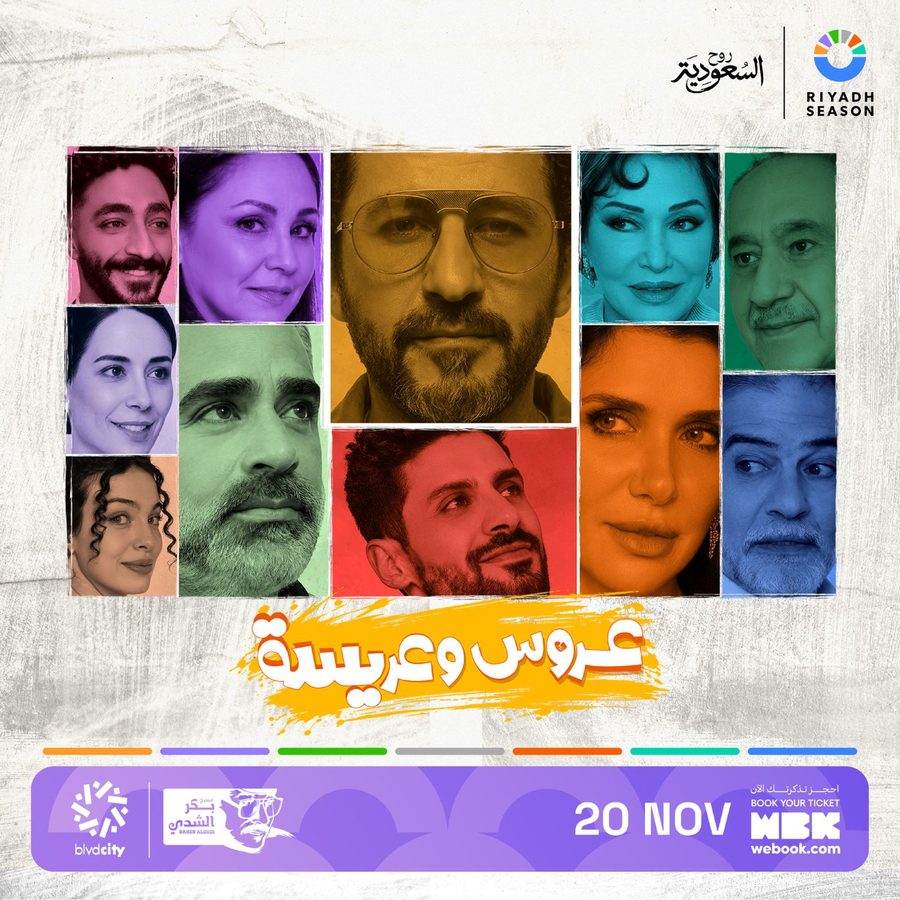 روح
السعودية
RIYADH
SEASON
عروس وعريسة
blvdcity
مسرح
بكر
الشدي
BAKER ALSHEDI
20 NOV
احجز تذكرتك الآن
BOOK YOUR TICKET
WBK
webook.com